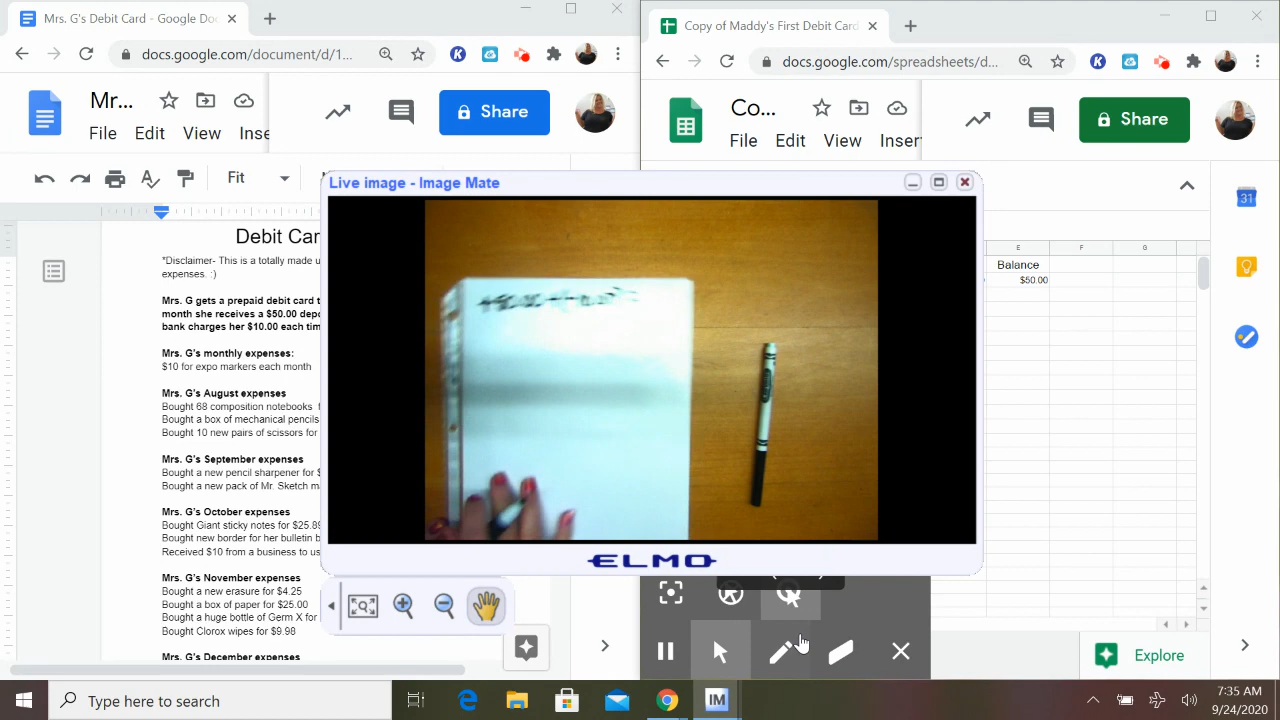 Mrs. G's Debit Card - Google Doc
Copy of Maddy's First Debit Card
docs.google.com/document/d/1...
docs.google.com/spreadsheets/d...
Mr...
Share
File Edit View Inse
Co...
Share
File Edit View Insert
Fit
Live image - Image Mate
Debit Car
*Disclaimer- This is a totally made u
expenses. :)
Mrs. G gets a prepaid debit card t
month she receives a $50.00 depos
bank charges her $10.00 each tim
Mrs. G's monthly expenses:
$10 for expo markers each month
Mrs. G's August expenses
Bought 68 composition notebooks f
Bought a box of mechanical pencils
Bought 10 new pairs of scissors for
Mrs. G's September expenses
Bought a new pencil sharpener for $
Bought a new pack of Mr. Sketch ma
Mrs. G's October expenses
Bought Giant sticky notes for $25.89
Bought new border for her bulletin b
Received $10 from a business to us
Mrs. G's November expenses
Bought a new erasure for $4.25
Bought a box of paper for $25.00
Bought a huge bottle of Germ X for
Bought Clorox wipes for $9.98
Mrs. G's December expenses
E F G
Balance
$50.00
31
ELMO
Explore
Type here to search
IM
7:35 AM
9/24/2020